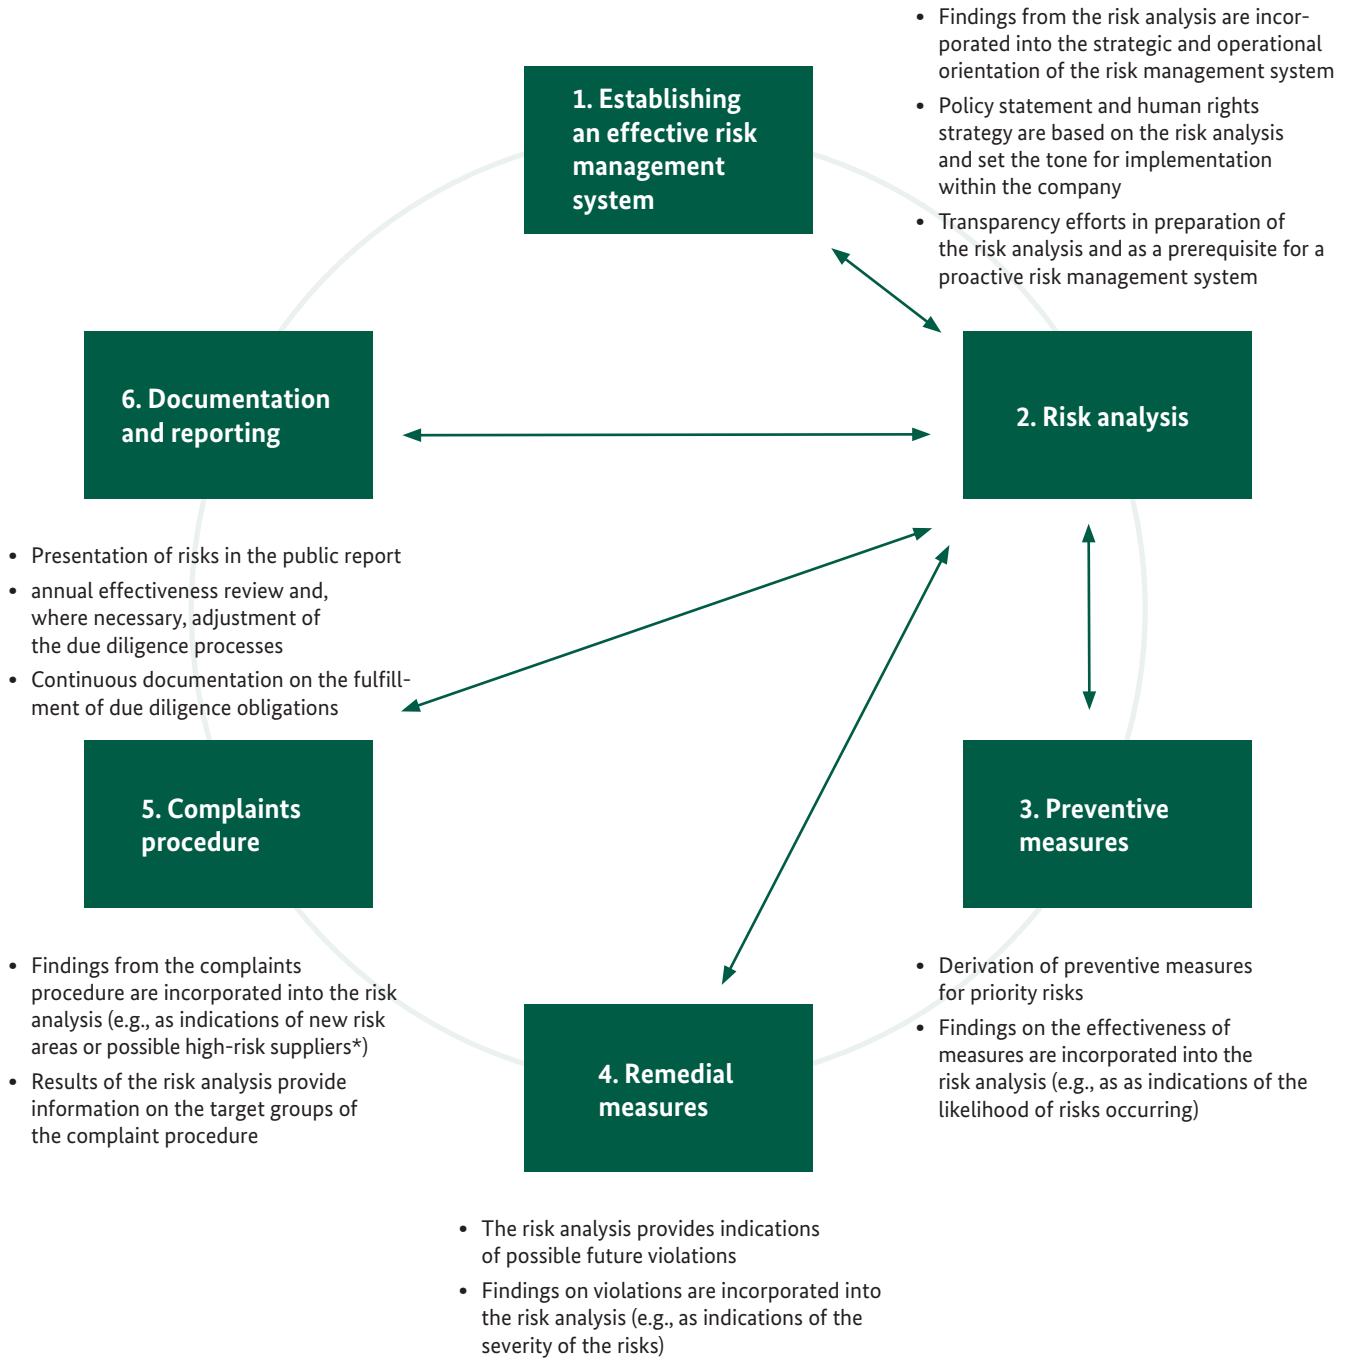 • Findings from the risk analysis are incor-
porated into the strategic and operational
orientation of the risk management system
• Policy statement and human rights
strategy are based on the risk analysis
and set the tone for implementation
within the company
• Transparency efforts in preparation of
the risk analysis and as a prerequisite for a
proactive risk management system
1. Establishing
an effective risk
management
system
2. Risk analysis
6. Documentation
and reporting
• Presentation of risks in the public report
• annual effectiveness review and,
where necessary, adjustment of
the due diligence processes
• Continuous documentation on the fulfill-
ment of due diligence obligations
3. Preventive
measures
• Derivation of preventive measures
for priority risks
• Findings on the effectiveness of
measures are incorporated into the
risk analysis (e.g., as as indications of the
likelihood of risks occurring)
5. Complaints
procedure
• Findings from the complaints
procedure are incorporated into the risk
analysis (e.g., as indications of new risk
areas or possible high-risk suppliers*)
• Results of the risk analysis provide
information on the target groups of
the complaint procedure
4. Remedial
measures
• The risk analysis provides indications
of possible future violations
• Findings on violations are incorporated into
the risk analysis (e.g., as indications of the
severity of the risks)